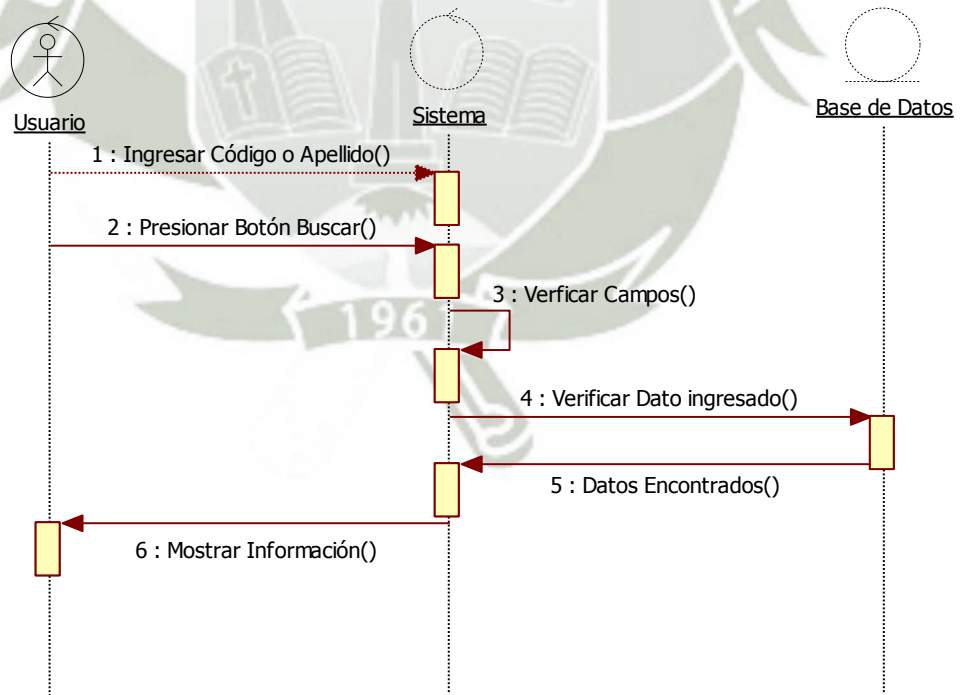 Usuario
Sistema
Base de Datos
1 : Ingresar Código o Apellido()
2 : Presionar Botón Buscar()
3 : Verficar Campos()
196
4 : Verificar Dato ingresado()
5 : Datos Encontrados()
6 : Mostrar Información()